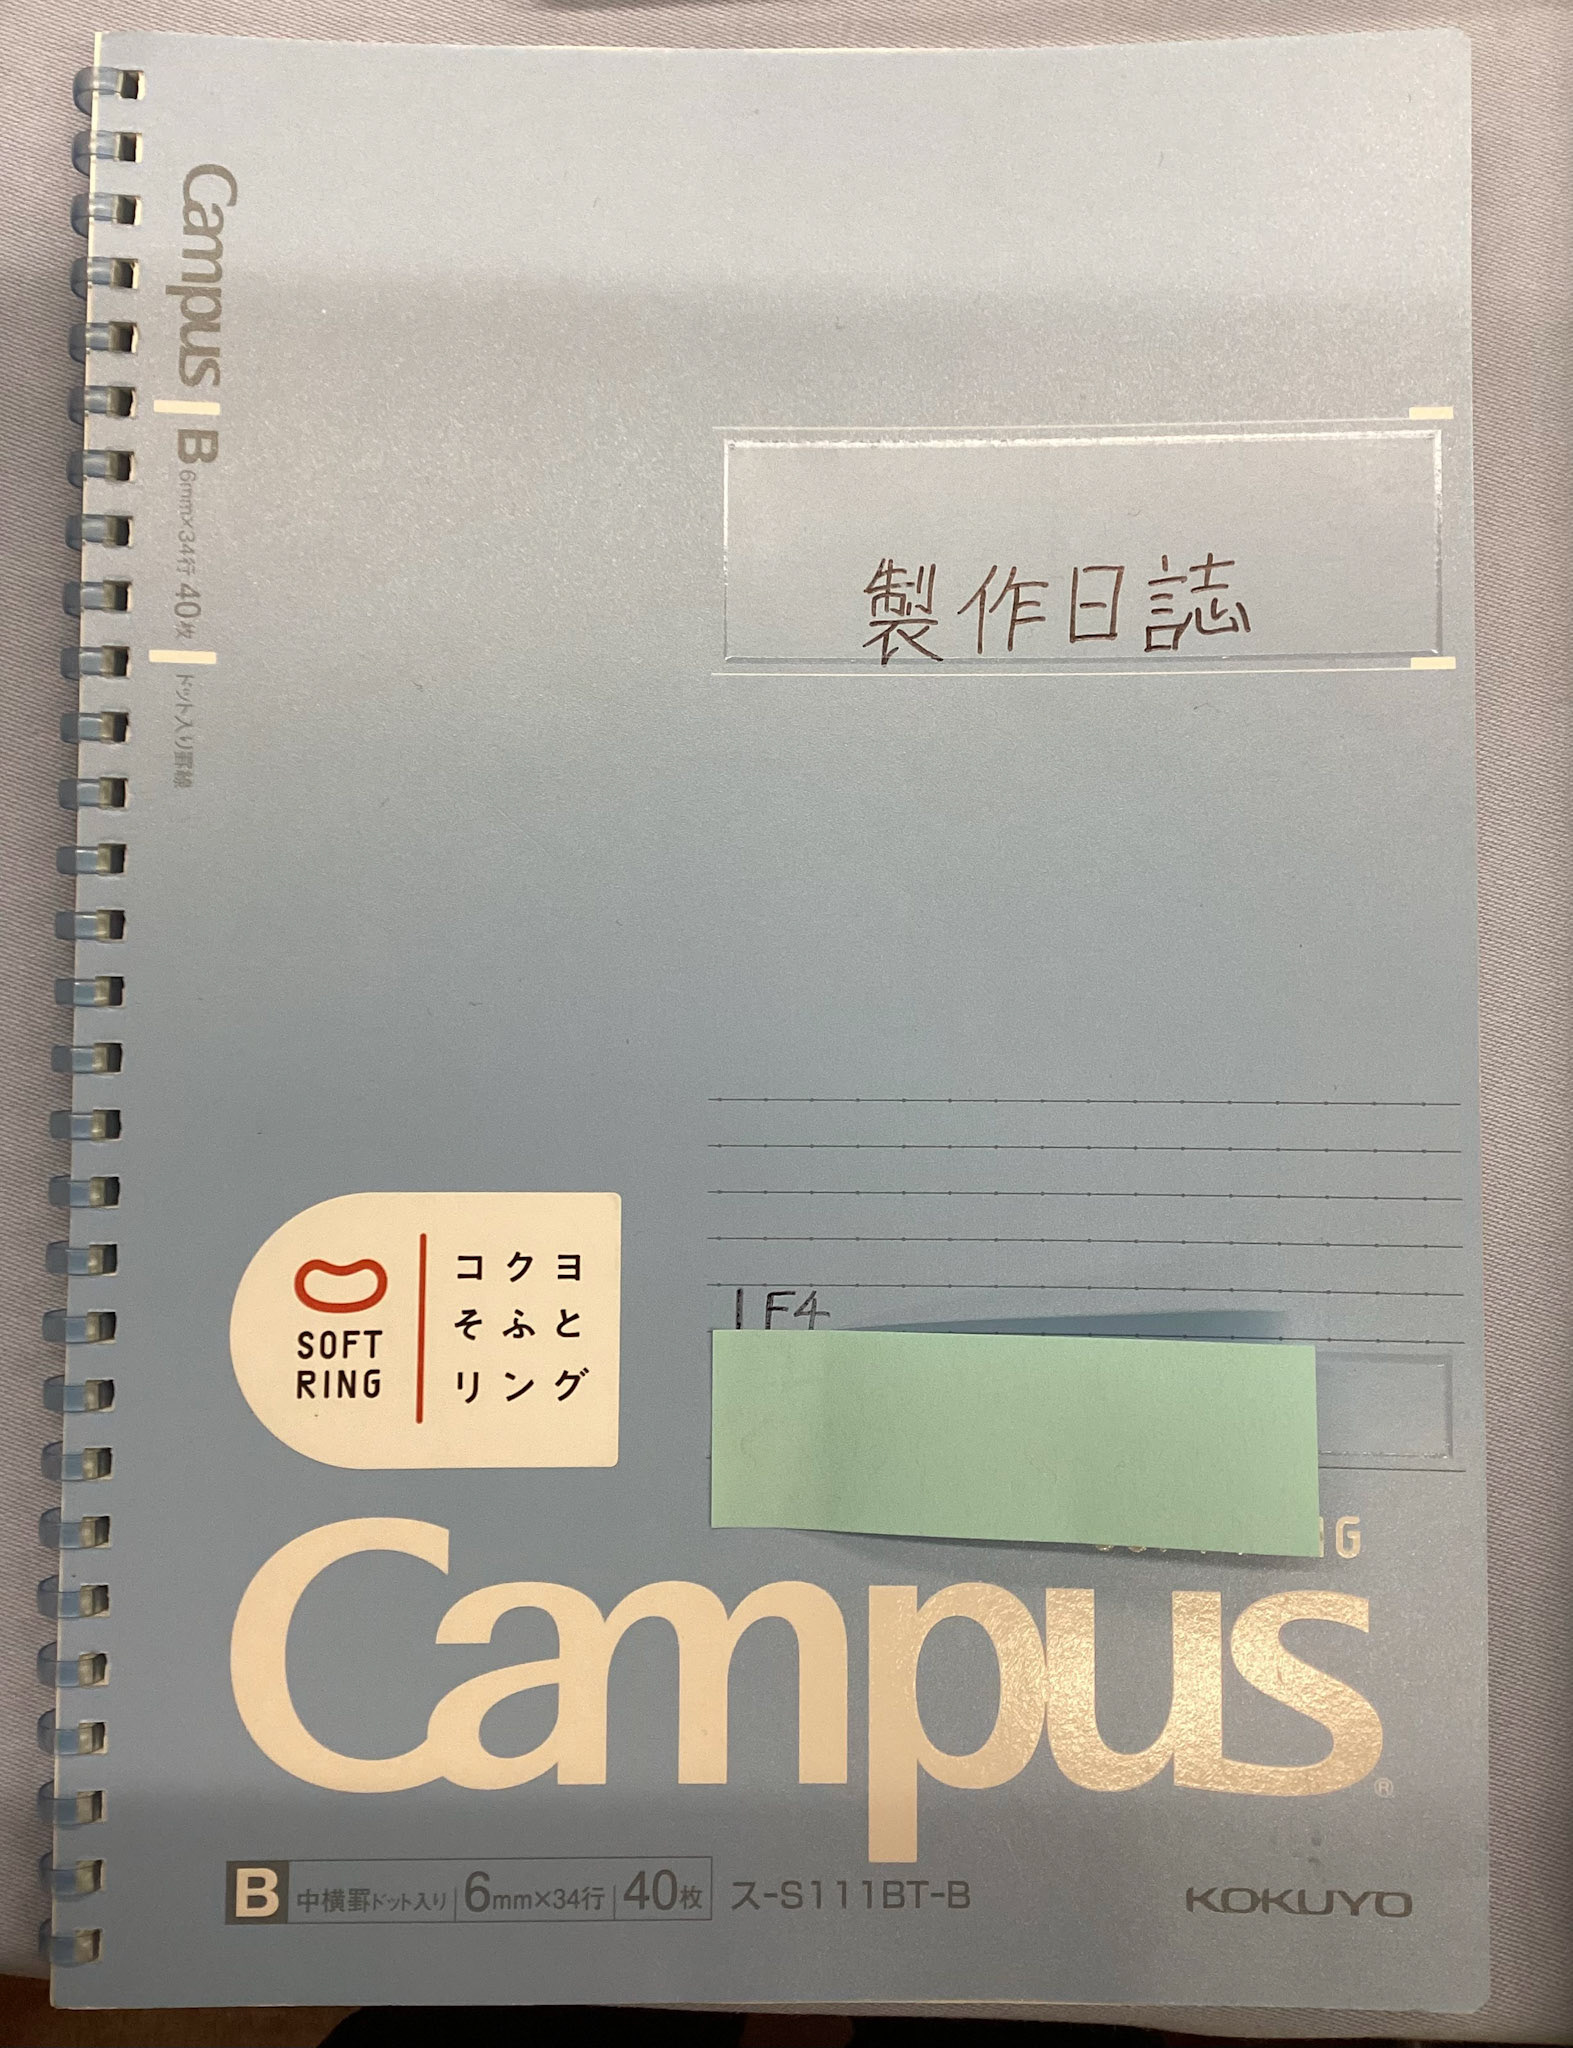 Campus B 6mm×34行 40枚 ドット入り罫線
製作日誌
SOFT
RING
コクヨ
そふと
リング
1F4
Campus®
B 中横罫ドット入り 6mm×34行 40枚 ス-S111BT-B
KOKUYO